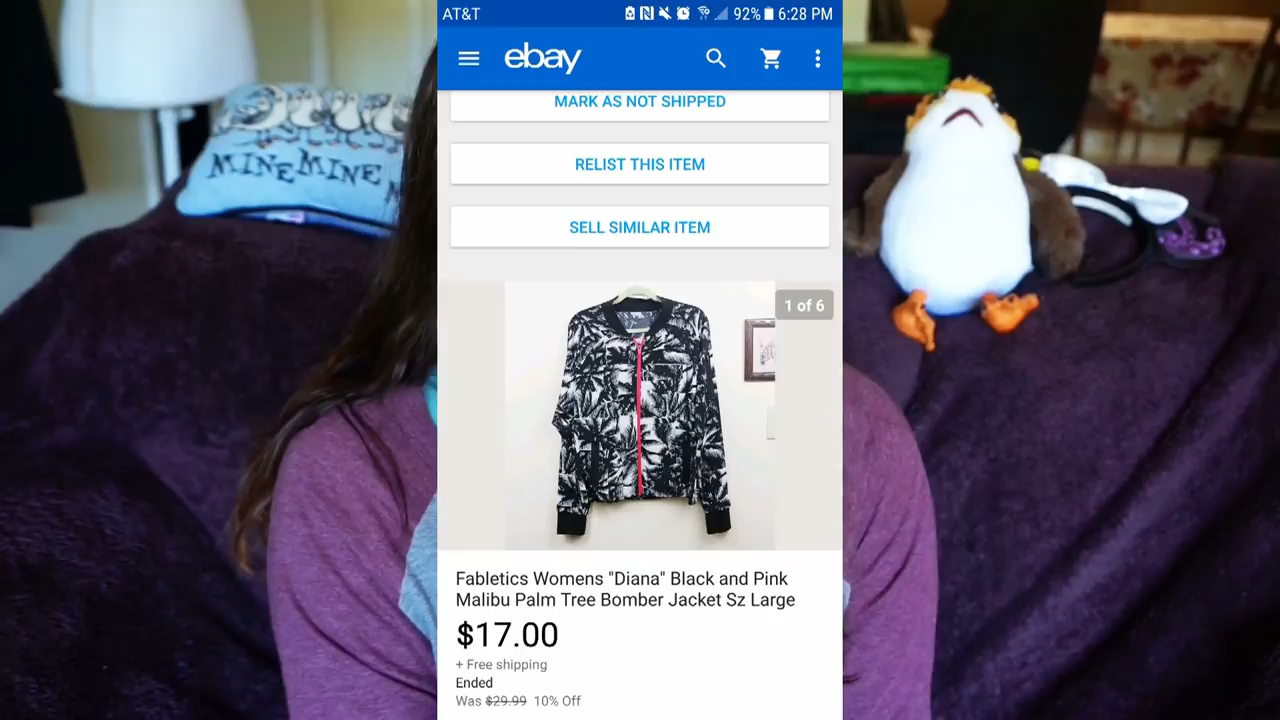 AT&T 92% 6:28 PM
ebay
MARK AS NOT SHIPPED
RELIST THIS ITEM
SELL SIMILAR ITEM
1 of 6
MINE MINE
Fabletics Womens "Diana" Black and Pink
Malibu Palm Tree Bomber Jacket Sz Large
$17.00
+ Free shipping
Ended
Was $29.99 10% Off